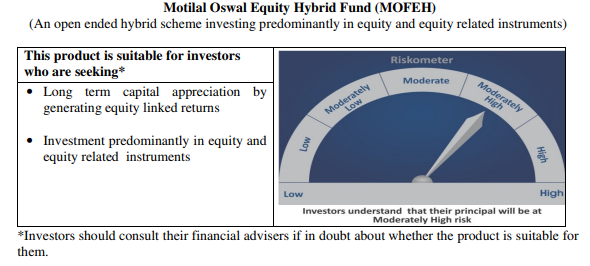 Motilal Oswal Equity Hybrid Fund (MOFEH)
(An open ended hybrid scheme investing predominantly in equity and equity related instruments)
This product is suitable for investors
who are seeking*
• Long term capital appreciation by
generating equity linked returns
• Investment predominantly in equity and
equity related instruments
Riskometer
Low
Moderately
Low
Moderate
Moderately
High
High
Low
High
Investors understand that their principal will be at
Moderately High risk
*Investors should consult their financial advisers if in doubt about whether the product is suitable for
them.